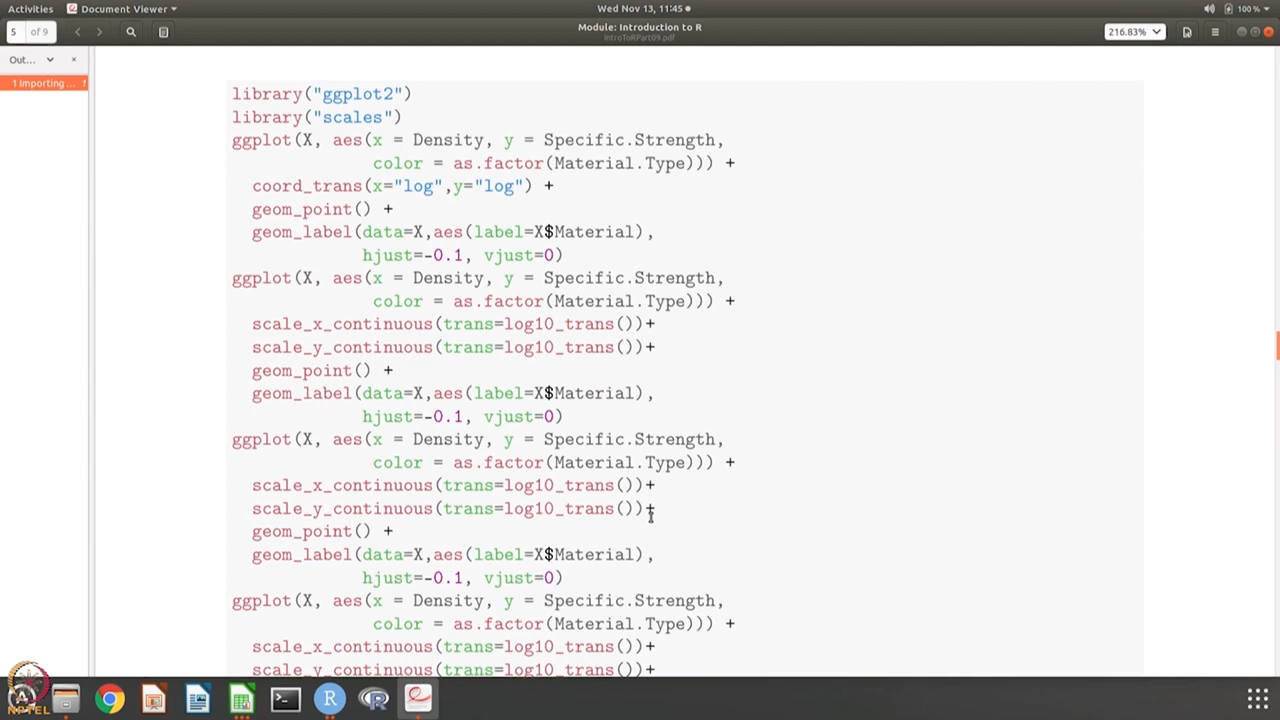 Activities
Document Viewer
Wed Nov 13, 11:45
100 %
5 of 9
Module: Introduction to R
IntroToRPart09.pdf
216.83%
Out...
1 Importing ... 1
library("ggplot2")
library("scales")
ggplot(X, aes(x = Density, y = Specific.Strength,
color = as.factor(Material.Type))) +
coord_trans(x="log",y="log") +
geom_point() +
geom_label(data=X,aes(label=X$Material),
hjust=-0.1, vjust=0)
ggplot(X, aes(x = Density, y = Specific.Strength,
color = as.factor(Material.Type))) +
scale_x_continuous(trans=log10_trans())+
scale_y_continuous(trans=log10_trans())+
geom_point() +
geom_label(data=X,aes(label=X$Material),
hjust=-0.1, vjust=0)
ggplot(X, aes(x = Density, y = Specific.Strength,
color = as.factor(Material.Type))) +
scale_x_continuous(trans=log10_trans())+
scale_y_continuous(trans=log10_trans())+
geom_point() +
geom_label(data=X,aes(label=X$Material),
hjust=-0.1, vjust=0)
ggplot(X, aes(x = Density, y = Specific.Strength,
color = as.factor(Material.Type))) +
scale_x_continuous(trans=log10_trans())+
scale_y_continuous(trans=log10_trans())+
NPTEL